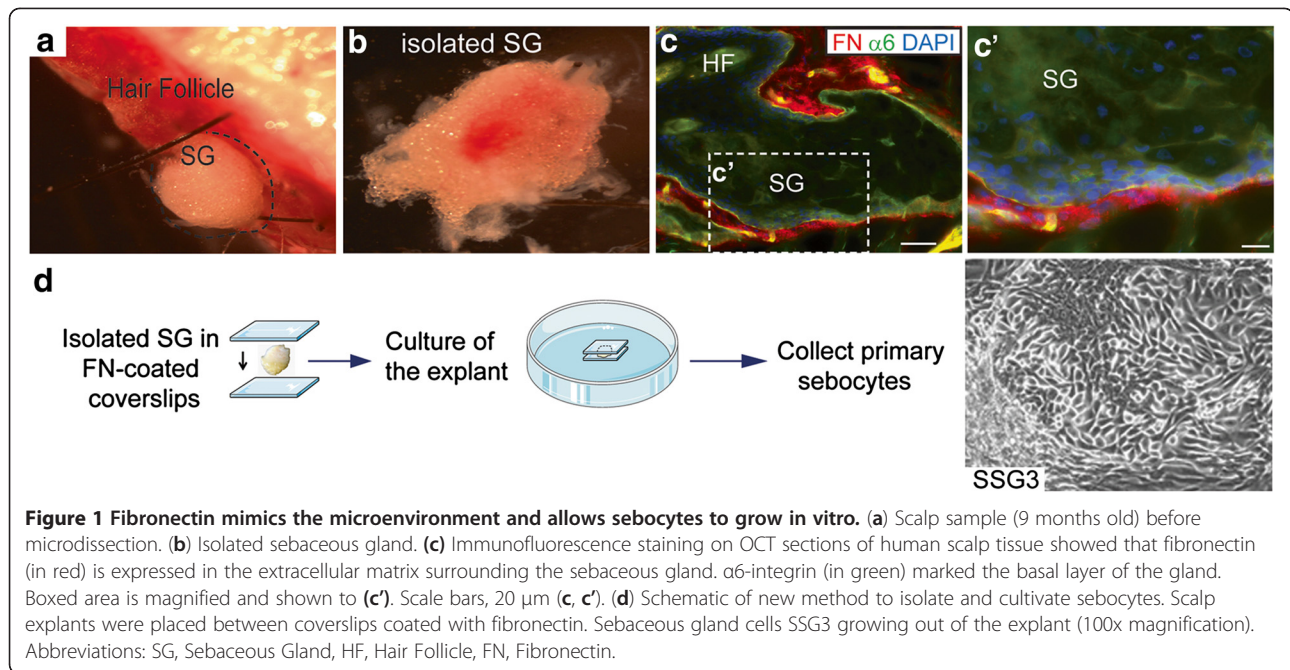 a
Hair Follicle
SG
b
isolated SG
c
FN α6 DAPI
HF
c'
SG
c'
SG
d
Isolated SG in
FN-coated
coverslips
Culture of
the explant
Collect primary
sebocytes
SSG3
Figure 1 Fibronectin mimics the microenvironment and allows sebocytes to grow in vitro. (a) Scalp sample (9 months old) before
microdissection. (b) Isolated sebaceous gland. (c) Immunofluorescence staining on OCT sections of human scalp tissue showed that fibronectin
(in red) is expressed in the extracellular matrix surrounding the sebaceous gland. α6-integrin (in green) marked the basal layer of the gland.
Boxed area is magnified and shown to (c'). Scale bars, 20 μm (c, c'). (d) Schematic of new method to isolate and cultivate sebocytes. Scalp
explants were placed between coverslips coated with fibronectin. Sebaceous gland cells SSG3 growing out of the explant (100x magnification).
Abbreviations: SG, Sebaceous Gland, HF, Hair Follicle, FN, Fibronectin.